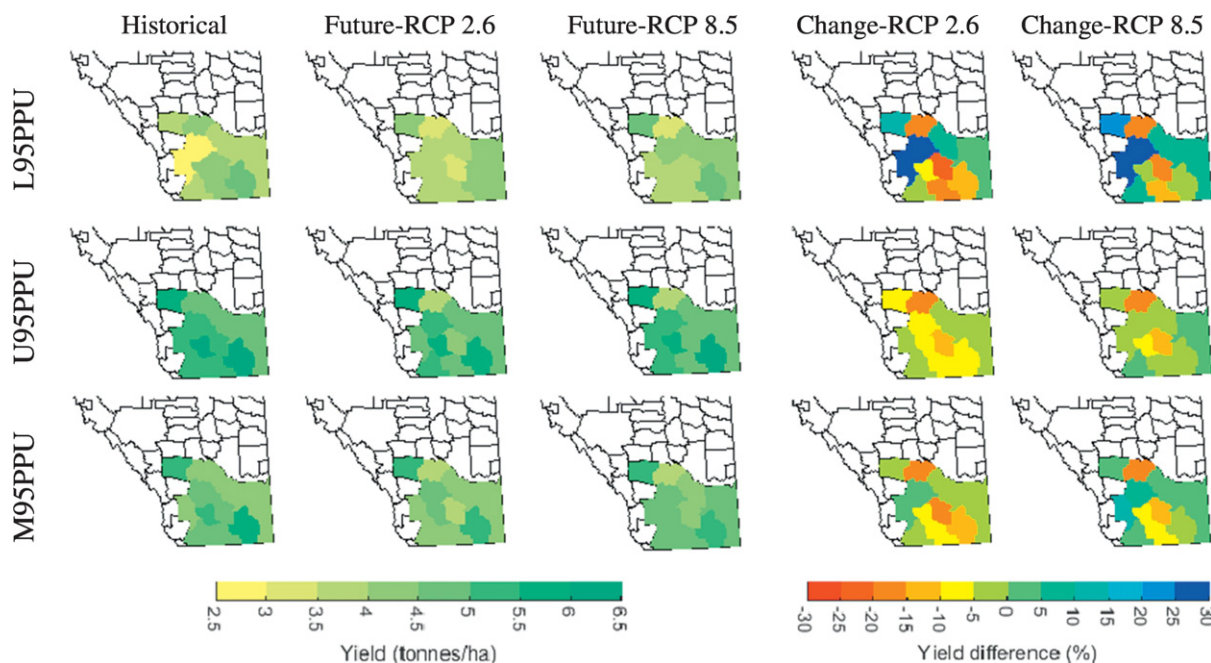 Historical Future-RCP 2.6 Future-RCP 8.5 Change-RCP 2.6 Change-RCP 8.5
L95PPU
U95PPU
M95PPU
2.5 3 3.5 4 4.5 5 5.5 6 6.5
Yield (tonnes/ha)
-30 -25 -20 -15 -10 -5 0 5 10 15 20 25 30
Yield difference (%)